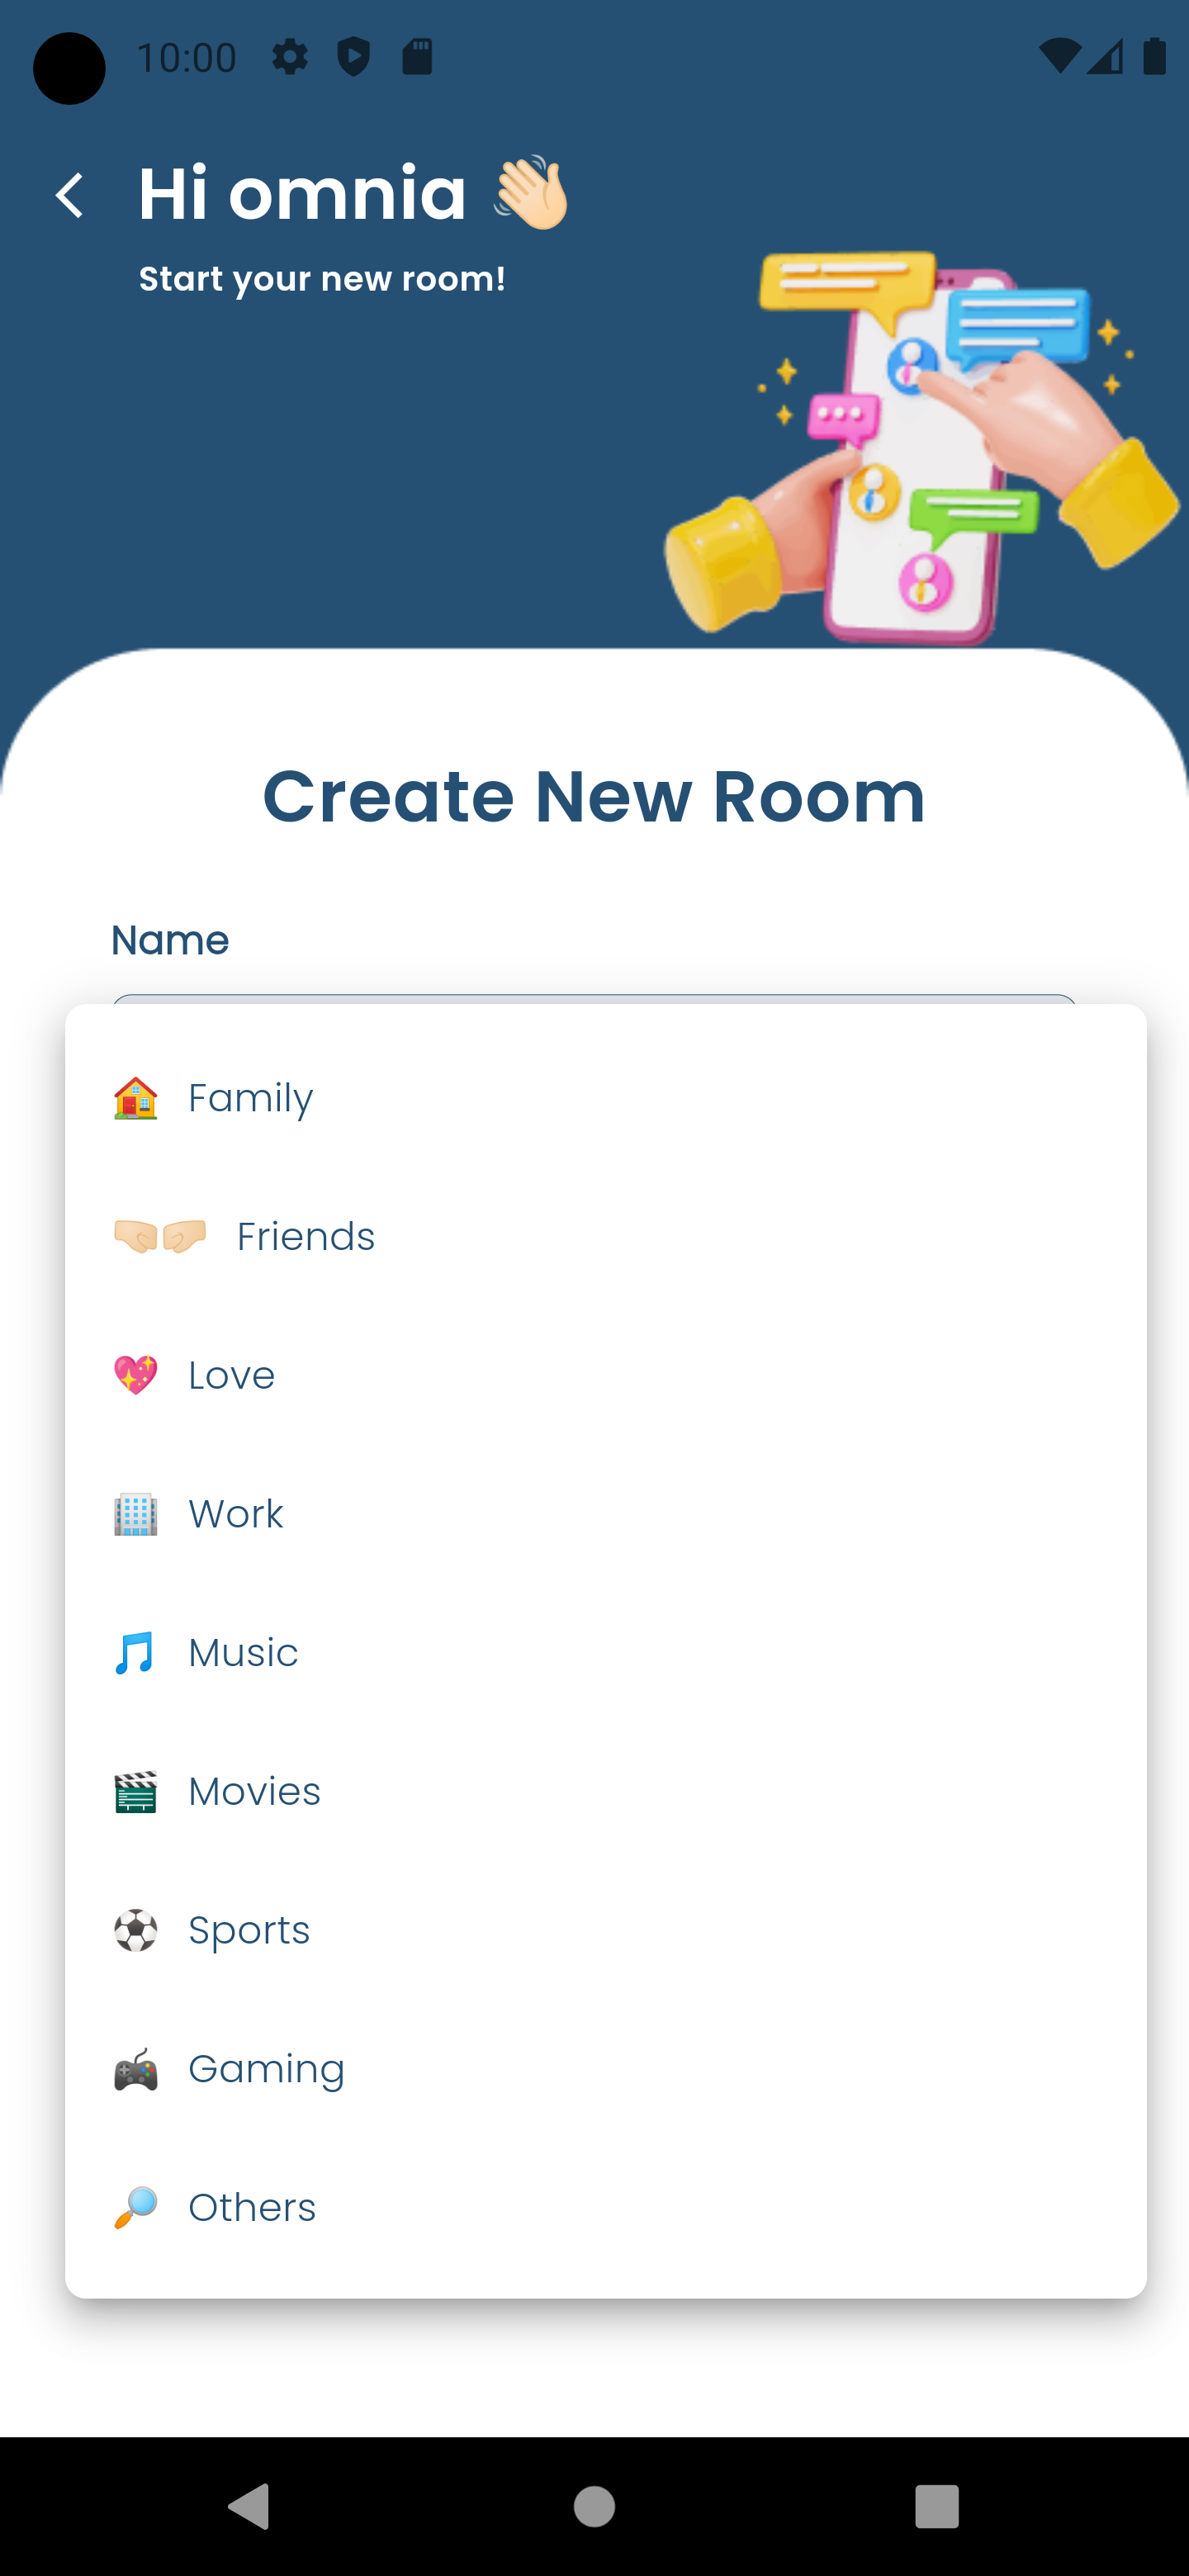 10:00
Hi omnia 👋🏻
Start your new room!
Create New Room
Name
🏠 Family
🤜🏻🤛🏻 Friends
💖 Love
🏢 Work
🎵 Music
🎬 Movies
⚽ Sports
🎮 Gaming
🔎 Others